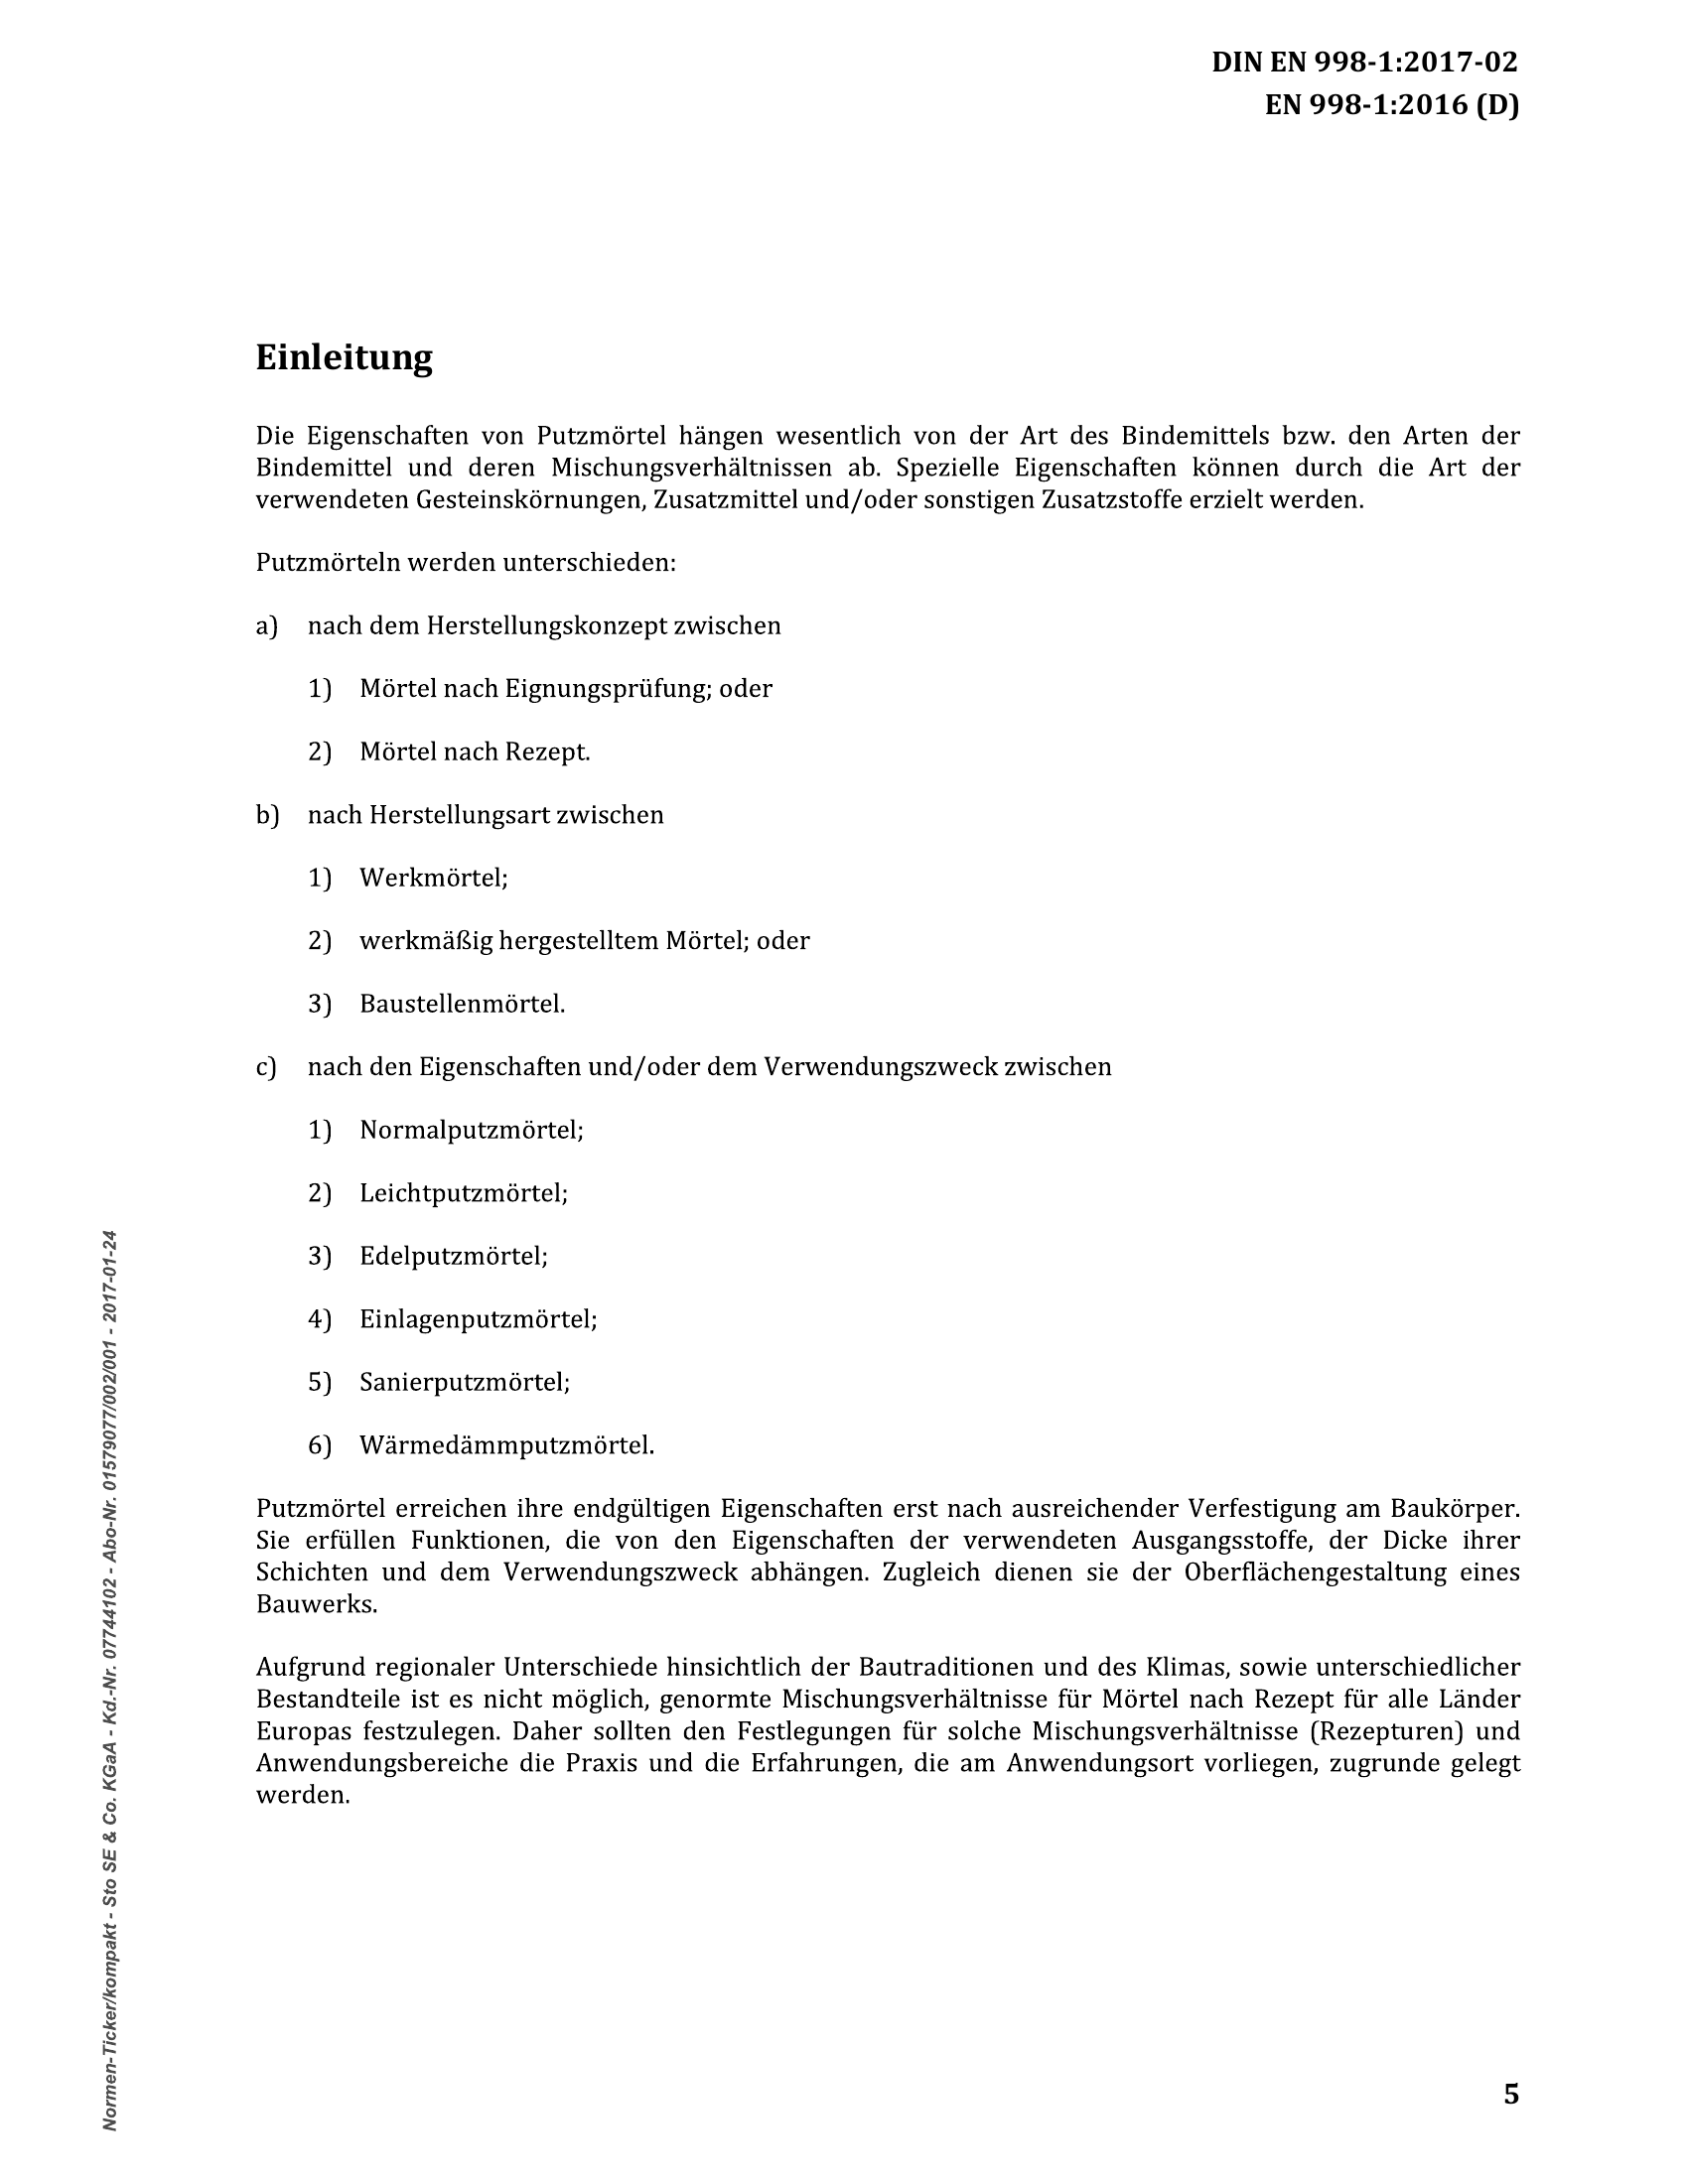 DIN EN 998-1:2017-02
EN 998-1:2016 (D)
Einleitung
Die Eigenschaften von Putzmörtel hängen wesentlich von der Art des Bindemittels bzw. den Arten der
Bindemittel und deren Mischungsverhältnissen ab. Spezielle Eigenschaften können durch die Art der
verwendeten Gesteinskörnungen, Zusatzmittel und/oder sonstigen Zusatzstoffe erzielt werden.
Putzmörteln werden unterschieden:
a) nach dem Herstellungskonzept zwischen
1) Mörtel nach Eignungsprüfung; oder
2) Mörtel nach Rezept.
b) nach Herstellungsart zwischen
1) Werkmörtel;
2) werkmäßig hergestelltem Mörtel; oder
3) Baustellenmörtel.
c) nach den Eigenschaften und/oder dem Verwendungszweck zwischen
1) Normalputzmörtel;
2) Leichtputzmörtel;
3) Edelputzmörtel;
4) Einlagenputzmörtel;
5) Sanierputzmörtel;
6) Wärmedämmputzmörtel.
Putzmörtel erreichen ihre endgültigen Eigenschaften erst nach ausreichender Verfestigung am Baukörper.
Sie erfüllen Funktionen, die von den Eigenschaften der verwendeten Ausgangsstoffe, der Dicke ihrer
Schichten und dem Verwendungszweck abhängen. Zugleich dienen sie der Oberflächengestaltung eines
Bauwerks.
Aufgrund regionaler Unterschiede hinsichtlich der Bautraditionen und des Klimas, sowie unterschiedlicher
Bestandteile ist es nicht möglich, genormte Mischungsverhältnisse für Mörtel nach Rezept für alle Länder
Europas festzulegen. Daher sollten den Festlegungen für solche Mischungsverhältnisse (Rezepturen) und
Anwendungsbereiche die Praxis und die Erfahrungen, die am Anwendungsort vorliegen, zugrunde gelegt
werden.
Normen-Ticker/kompakt - Sto SE & Co. KGaA - Kd.-Nr. 07744102 - Abo-Nr. 01579077/002/001 - 2017-01-24
5